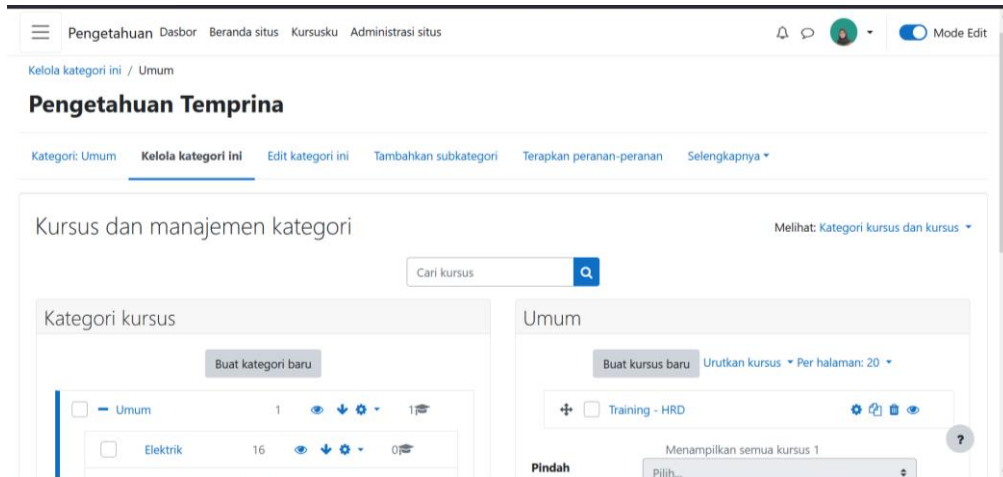 Pengetahuan Dasbor Beranda situs Kursusku Administrasi situs Mode Edit
Kelola kategori ini / Umum
Pengetahuan Temprina
Kategori: Umum Kelola kategori ini Edit kategori ini Tambahkan subkategori Terapkan peranan-peranan Selengkapnya
Kursus dan manajemen kategori
Melihat: Kategori kursus dan kursus
Cari kursus
Kategori kursus
Buat kategori baru
Umum 1 1
Elektrik 16 0
Umum
Buat kursus baru Urutkan kursus Per halaman: 20
Training - HRD
Menampilkan semua kursus 1
Pindah Pilih...
?